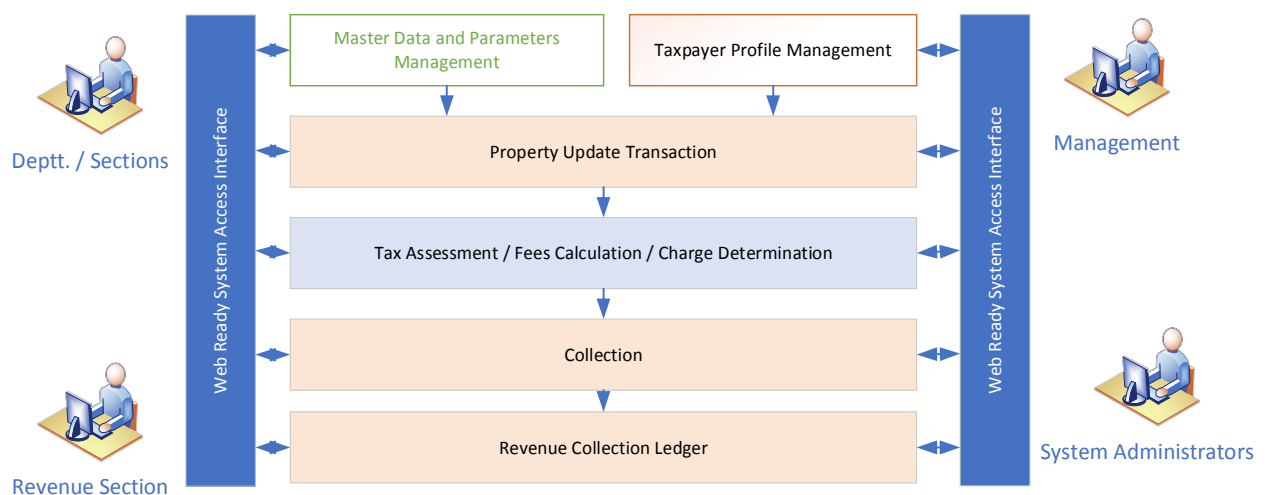 Master Data and Parameters
Management
Taxpayer Profile Management
Deptt. / Sections
Management
Web Ready System Access Interface
Web Ready System Access Interface
Property Update Transaction
Tax Assessment / Fees Calculation / Charge Determination
Collection
Revenue Collection Ledger
Revenue Section
System Administrators